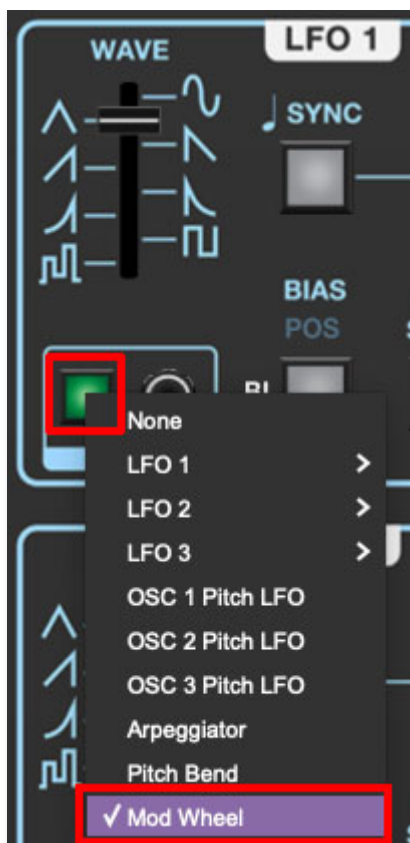 LFO 1
WAVE
SYNC
BIAS
POS
BI
None
LFO 1
LFO 2
LFO 3
OSC 1 Pitch LFO
OSC 2 Pitch LFO
OSC 3 Pitch LFO
Arpeggiator
Pitch Bend
✓ Mod Wheel